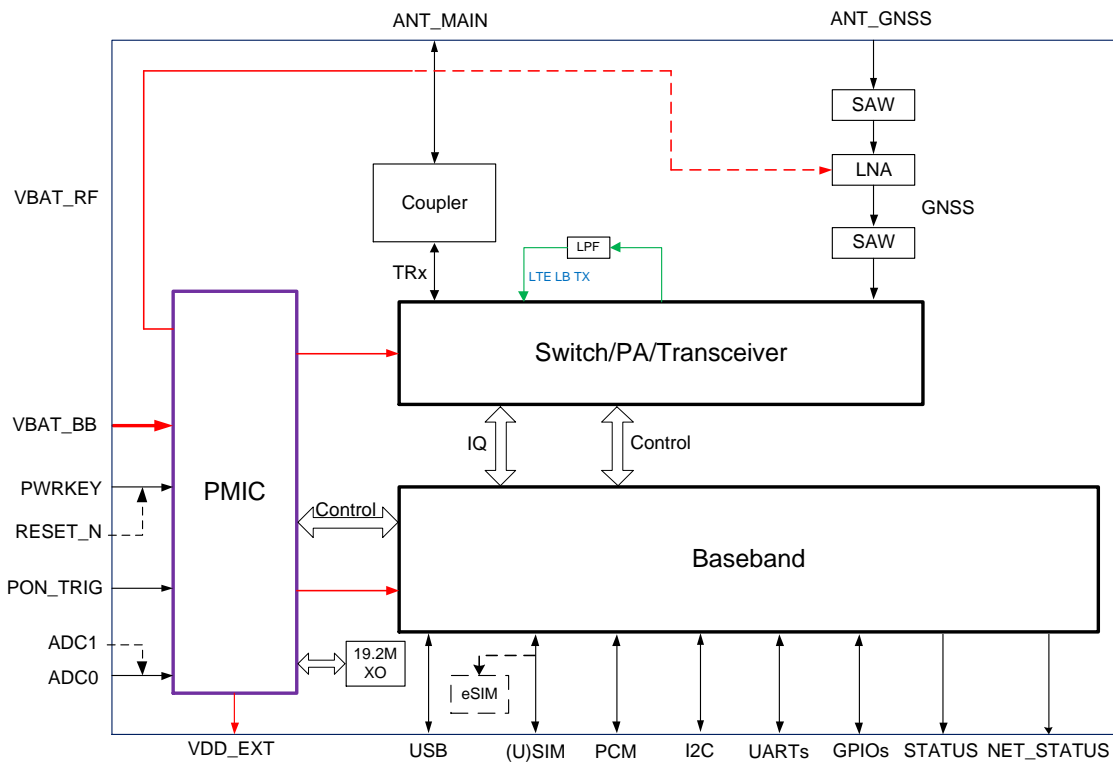 ANT_MAIN
ANT_GNSS
SAW
LNA
GNSS
SAW
VBAT_RF
Coupler
LPF
LTE LB TX
TRx
Switch/PA/Transceiver
VBAT_BB
IQ
Control
PWRKEY
PMIC
RESET_N
Control
Baseband
PON_TRIG
ADC1
ADC0
19.2M
XO
eSIM
VDD_EXT
USB
(U)SIM
PCM
I2C
UARTs
GPIOs
STATUS
NET_STATUS